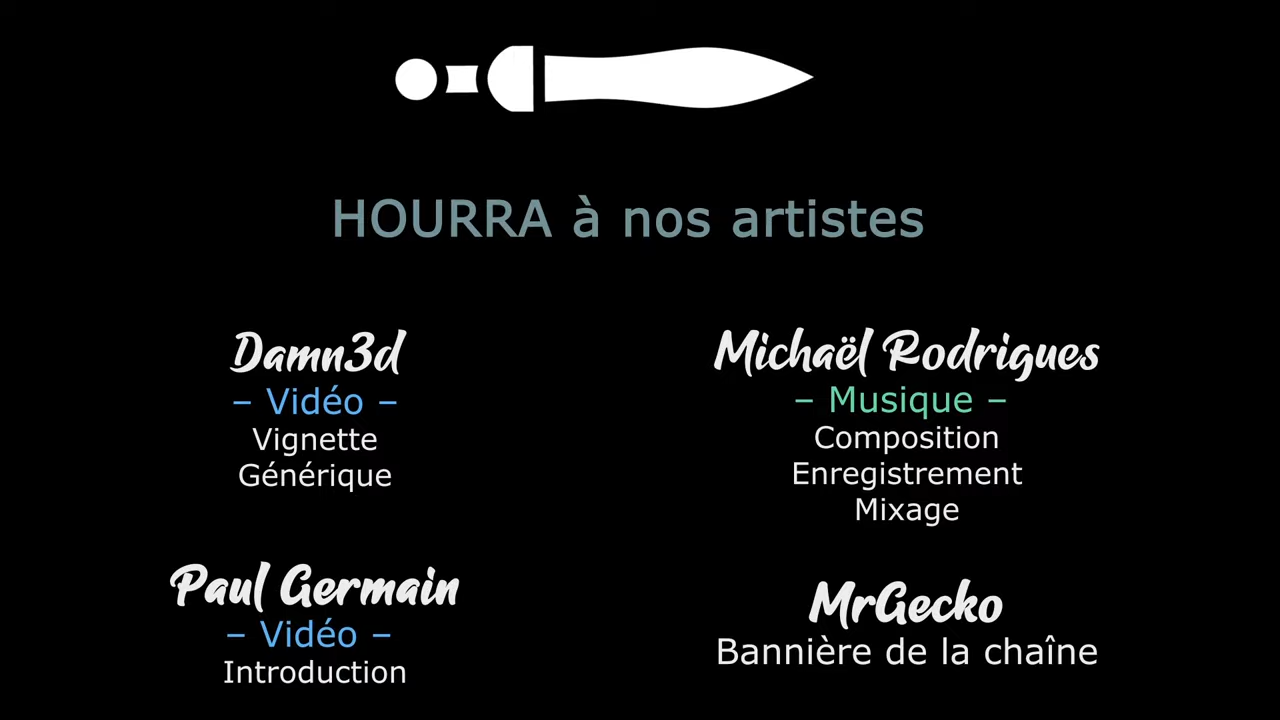 HOURRA à nos artistes
Damn3d
– Vidéo –
Vignette
Générique
Michaël Rodrigues
– Musique –
Composition
Enregistrement
Mixage
Paul Germain
– Vidéo –
Introduction
MrGecko
Bannière de la chaîne